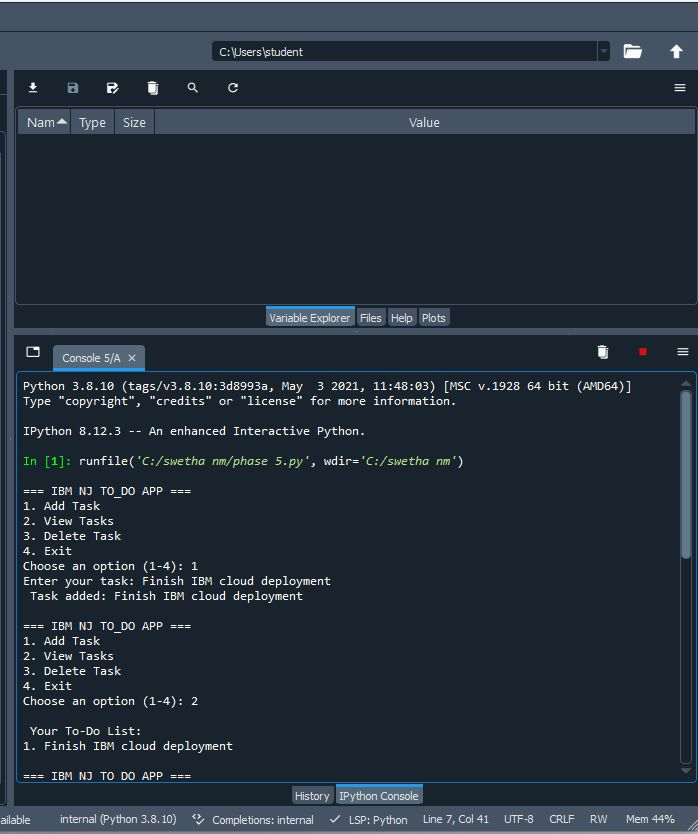 C:\Users\student
Nam Type Size Value
Variable Explorer Files Help Plots
Console 5/A
Python 3.8.10 (tags/v3.8.10:3d8993a, May  3 2021, 11:48:03) [MSC v.1928 64 bit (AMD64)]
Type "copyright", "credits" or "license" for more information.
IPython 8.12.3 -- An enhanced Interactive Python.
In [1]: runfile('C:/swetha nm/phase 5.py', wdir='C:/swetha nm')
=== IBM NJ TO_DO APP ===
1. Add Task
2. View Tasks
3. Delete Task
4. Exit
Choose an option (1-4): 1
Enter your task: Finish IBM cloud deployment
Task added: Finish IBM cloud deployment
=== IBM NJ TO_DO APP ===
1. Add Task
2. View Tasks
3. Delete Task
4. Exit
Choose an option (1-4): 2
Your To-Do List:
1. Finish IBM cloud deployment
=== IBM NJ TO_DO APP ===
History IPython Console
ailable internal (Python 3.8.10) Completions: internal LSP: Python Line 7, Col 41 UTF-8 CRLF RW Mem 44%